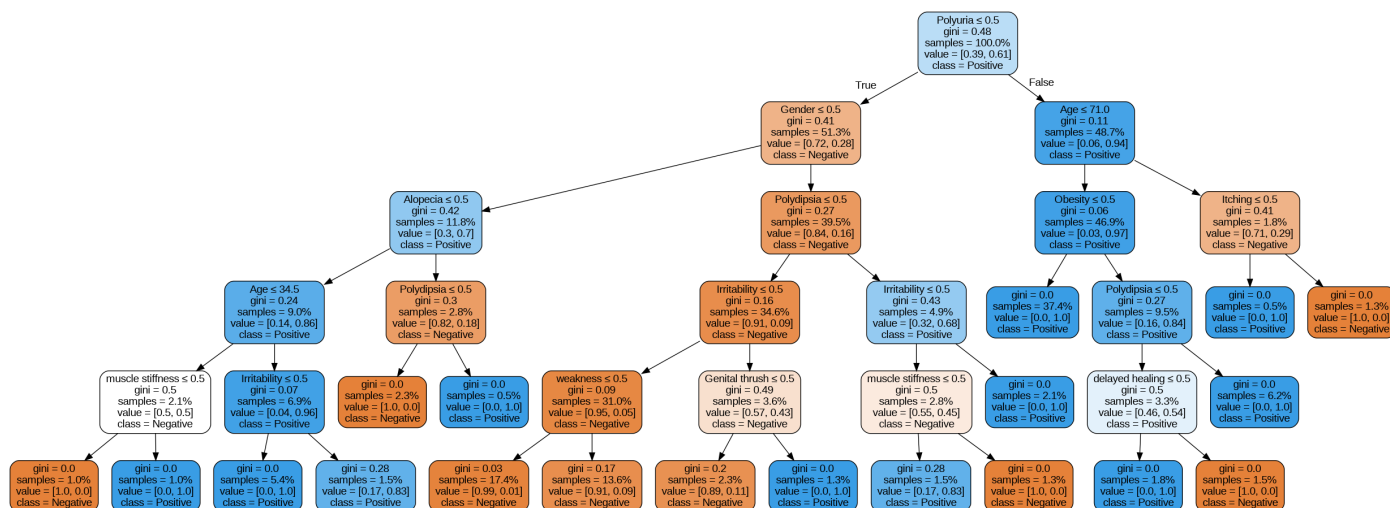 Polyuria ≤ 0.5
gini = 0.48
samples = 100.0%
value = [0.39, 0.61]
class = Positive
True
False
Gender ≤ 0.5
gini = 0.41
samples = 51.3%
value = [0.72, 0.28]
class = Negative
Age ≤ 71.0
gini = 0.11
samples = 48.7%
value = [0.06, 0.94]
class = Positive
Alopecia ≤ 0.5
gini = 0.42
samples = 11.8%
value = [0.3, 0.7]
class = Positive
Polydipsia ≤ 0.5
gini = 0.27
samples = 39.5%
value = [0.84, 0.16]
class = Negative
Obesity ≤ 0.5
gini = 0.06
samples = 46.9%
value = [0.03, 0.97]
class = Positive
Itching ≤ 0.5
gini = 0.41
samples = 1.8%
value = [0.71, 0.29]
class = Negative
Age ≤ 34.5
gini = 0.24
samples = 9.0%
value = [0.14, 0.86]
class = Positive
Polydipsia ≤ 0.5
gini = 0.3
samples = 2.8%
value = [0.82, 0.18]
class = Negative
Irritability ≤ 0.5
gini = 0.16
samples = 34.6%
value = [0.91, 0.09]
class = Negative
Irritability ≤ 0.5
gini = 0.43
samples = 4.9%
value = [0.32, 0.68]
class = Positive
gini = 0.0
samples = 37.4%
value = [0.0, 1.0]
class = Positive
Polydipsia ≤ 0.5
gini = 0.27
samples = 9.5%
value = [0.16, 0.84]
class = Positive
gini = 0.0
samples = 0.5%
value = [0.0, 1.0]
class = Positive
gini = 0.0
samples = 1.3%
value = [1.0, 0.0]
class = Negative
muscle stiffness ≤ 0.5
gini = 0.5
samples = 2.1%
value = [0.5, 0.5]
class = Negative
Irritability ≤ 0.5
gini = 0.07
samples = 6.9%
value = [0.04, 0.96]
class = Positive
gini = 0.0
samples = 2.3%
value = [1.0, 0.0]
class = Negative
gini = 0.0
samples = 0.5%
value = [0.0, 1.0]
class = Positive
weakness ≤ 0.5
gini = 0.09
samples = 31.0%
value = [0.95, 0.05]
class = Negative
Genital thrush ≤ 0.5
gini = 0.49
samples = 3.6%
value = [0.57, 0.43]
class = Negative
muscle stiffness ≤ 0.5
gini = 0.5
samples = 2.8%
value = [0.55, 0.45]
class = Negative
gini = 0.0
samples = 2.1%
value = [0.0, 1.0]
class = Positive
delayed healing ≤ 0.5
gini = 0.5
samples = 3.3%
value = [0.46, 0.54]
class = Positive
gini = 0.0
samples = 6.2%
value = [0.0, 1.0]
class = Positive
gini = 0.0
samples = 1.0%
value = [1.0, 0.0]
class = Negative
gini = 0.0
samples = 1.0%
value = [0.0, 1.0]
class = Positive
gini = 0.0
samples = 5.4%
value = [0.0, 1.0]
class = Positive
gini = 0.28
samples = 1.5%
value = [0.17, 0.83]
class = Positive
gini = 0.03
samples = 17.4%
value = [0.99, 0.01]
class = Negative
gini = 0.17
samples = 13.6%
value = [0.91, 0.09]
class = Negative
gini = 0.2
samples = 2.3%
value = [0.89, 0.11]
class = Negative
gini = 0.0
samples = 1.3%
value = [0.0, 1.0]
class = Positive
gini = 0.28
samples = 1.5%
value = [0.17, 0.83]
class = Positive
gini = 0.0
samples = 1.3%
value = [1.0, 0.0]
class = Negative
gini = 0.0
samples = 1.8%
value = [0.0, 1.0]
class = Positive
gini = 0.0
samples = 1.5%
value = [1.0, 0.0]
class = Negative